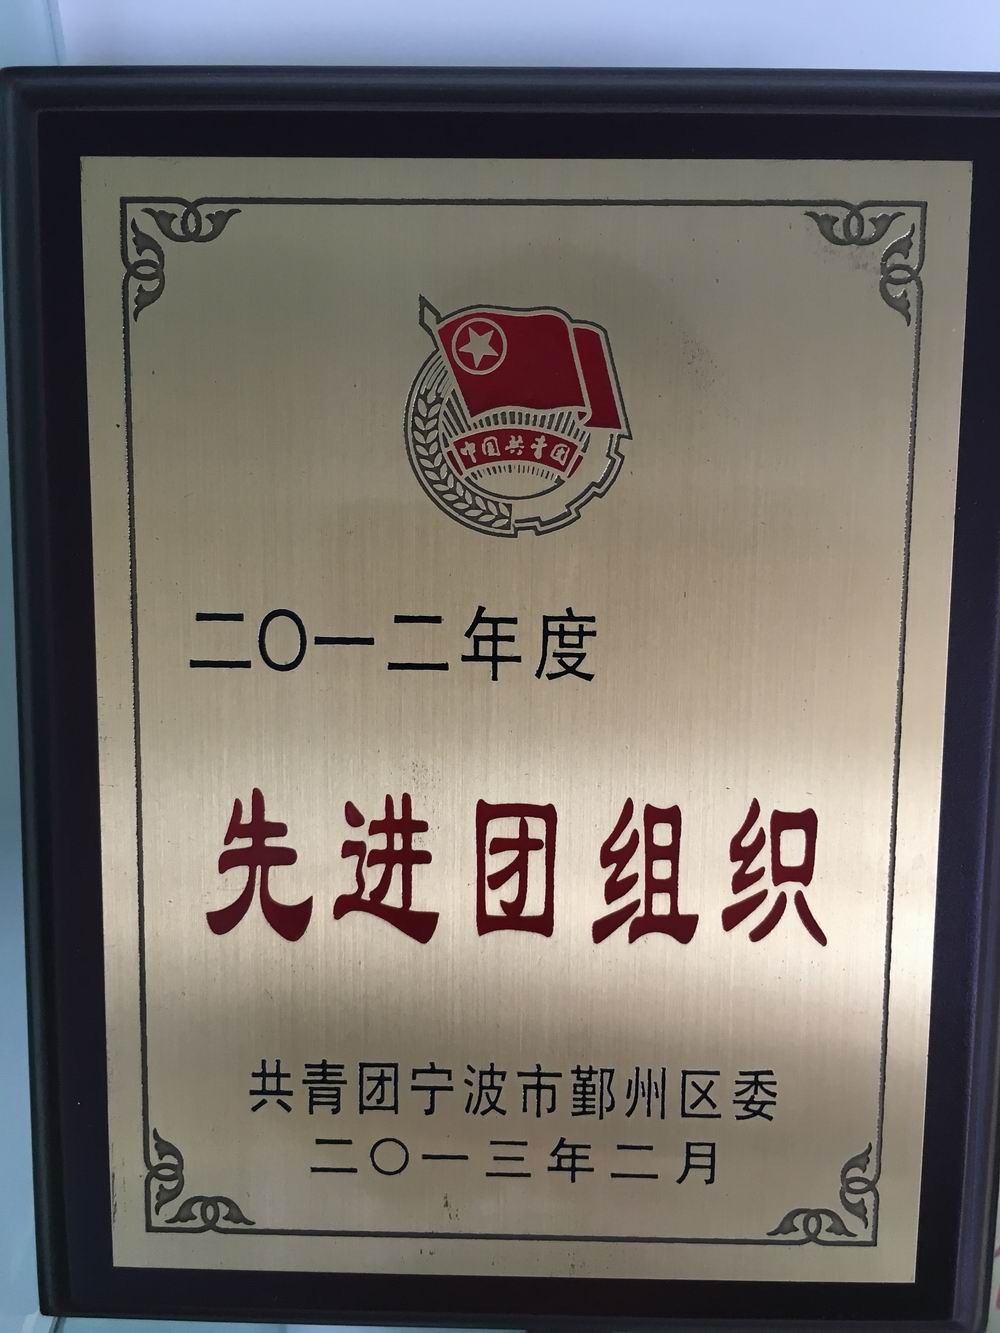 中国共青团
二〇一二年度
先进团组织
共青团宁波市鄞州区委
二〇一三年二月